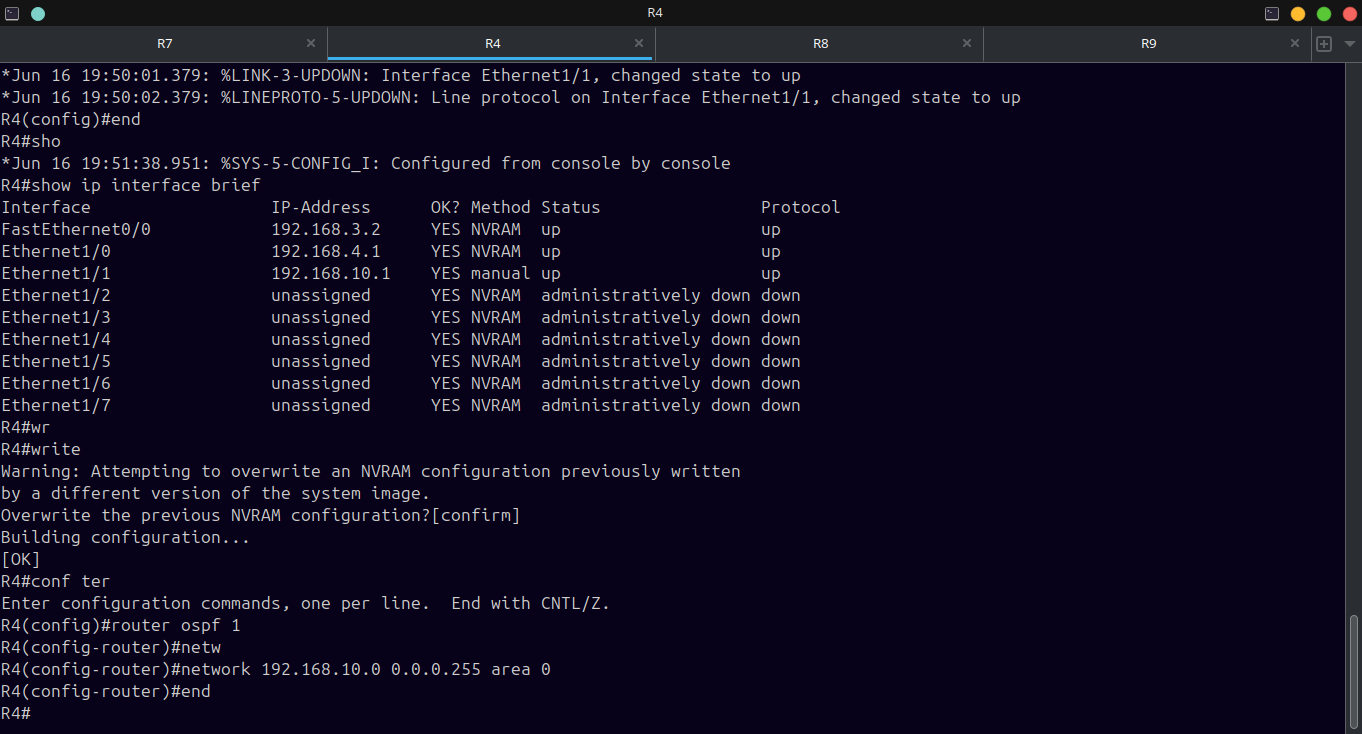 R4
R7 R4 R8 R9
*Jun 16 19:50:01.379: %LINK-3-UPDOWN: Interface Ethernet1/1, changed state to up
*Jun 16 19:50:02.379: %LINEPROTO-5-UPDOWN: Line protocol on Interface Ethernet1/1, changed state to up
R4(config)#end
R4#sho
*Jun 16 19:51:38.951: %SYS-5-CONFIG_I: Configured from console by console
R4#show ip interface brief
Interface                  IP-Address      OK? Method Status                Protocol
FastEthernet0/0            192.168.3.2     YES NVRAM  up                    up
Ethernet1/0                192.168.4.1     YES NVRAM  up                    up
Ethernet1/1                192.168.10.1    YES manual up                    up
Ethernet1/2                unassigned      YES NVRAM  administratively down down
Ethernet1/3                unassigned      YES NVRAM  administratively down down
Ethernet1/4                unassigned      YES NVRAM  administratively down down
Ethernet1/5                unassigned      YES NVRAM  administratively down down
Ethernet1/6                unassigned      YES NVRAM  administratively down down
Ethernet1/7                unassigned      YES NVRAM  administratively down down
R4#wr
R4#write
Warning: Attempting to overwrite an NVRAM configuration previously written
by a different version of the system image.
Overwrite the previous NVRAM configuration?[confirm]
Building configuration...
[OK]
R4#conf ter
Enter configuration commands, one per line.  End with CNTL/Z.
R4(config)#router ospf 1
R4(config-router)#netw
R4(config-router)#network 192.168.10.0 0.0.0.255 area 0
R4(config-router)#end
R4#